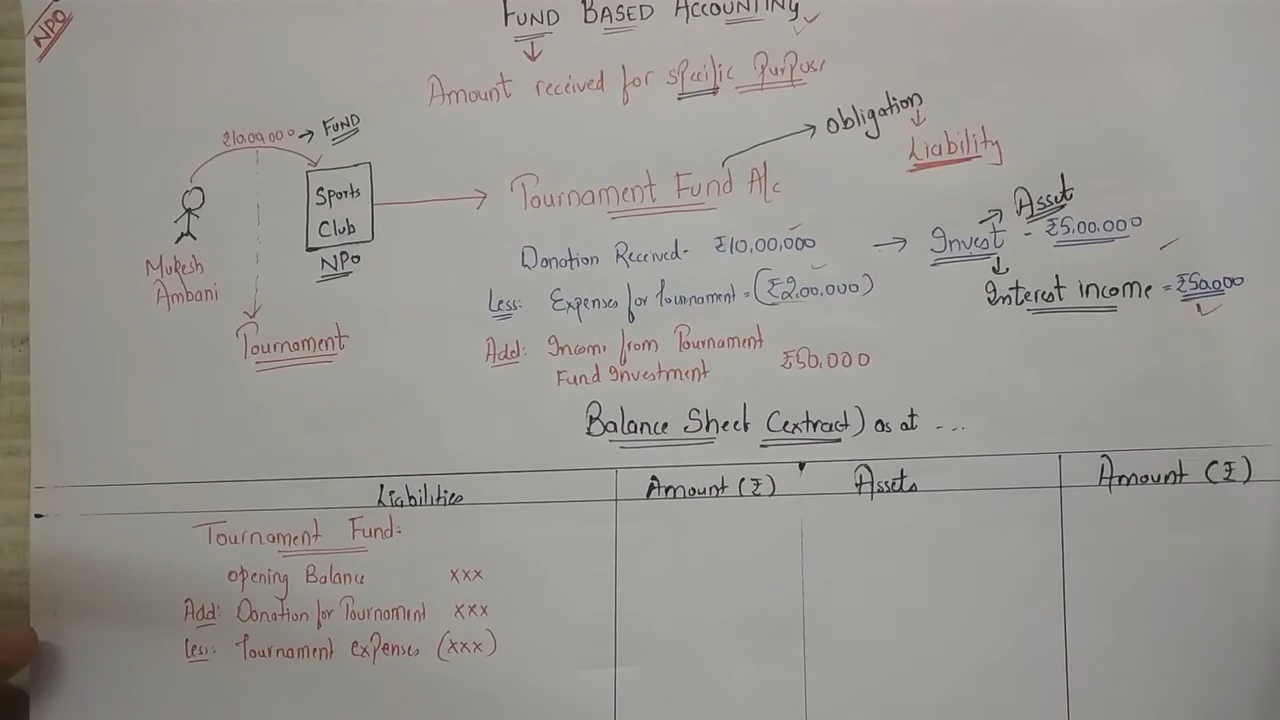 NPO
FUND BASED ACCOUNTING
Amount received for specific Purpose
₹10,00,000 → FUND
Sports
Club
NPO
Mukesh
Ambani
Tournament
Tournament Fund A/c
obligation
Liability
Donation Received- ₹10,00,000
Less: Expenses for tournament = (₹2,00,000)
Add: Income from Tournament
Fund Investment ₹50,000
Asset
Invest - ₹5,00,000
Interest income = ₹50,000
Balance Sheet (extract) as at ...
Liabilities Amount (₹) Assets Amount (₹)
Tournament Fund:-
opening Balance xxx
Add: Donation for Tournament xxx
Less: Tournament expenses (xxx)